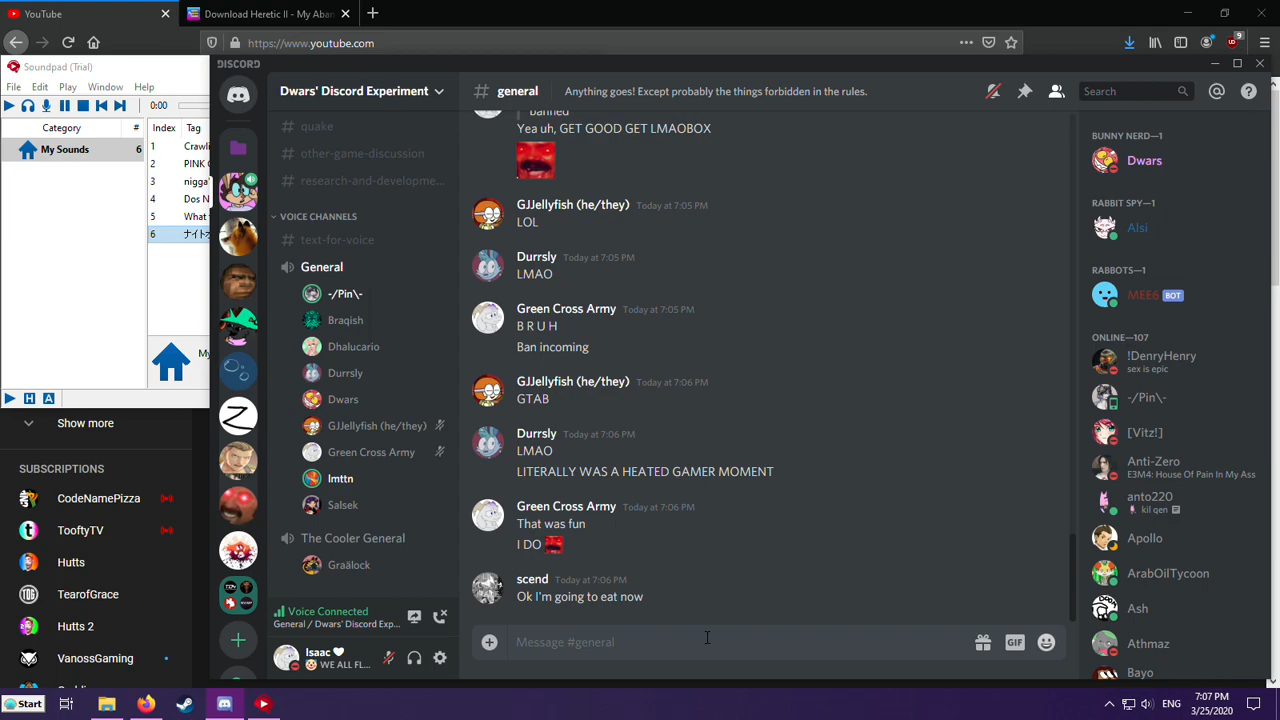 YouTube
Download Heretic II - My Aban
https://www.youtube.com
9
Soundpad (Trial)
File Edit Play Window Help
0:00
Category #
My Sounds 6
Index Tag
1 Crawli
2 PINK
3 nigga'
4 Dos N
5 What
6 ナイト
My
H A
Show more
SUBSCRIPTIONS
CodeNamePizza
TooftyTV
Hutts
TearofGrace
Hutts 2
VanossGaming
DISCORD
Dwars' Discord Experiment
# quake
# other-game-discussion
# research-and-developme...
VOICE CHANNELS
# text-for-voice
General
-/Pin\-
Braqish
Dhalucario
Durrsly
Dwars
GJJellyfish (he/they)
Green Cross Army
lmttn
Salsek
The Cooler General
Graälock
Voice Connected
General / Dwars' Discord Exp...
Isaac
WE ALL FL...
# general
Anything goes! Except probably the things forbidden in the rules.
Search
banned
Yea uh, GET GOOD GET LMAOBOX
GJJellyfish (he/they) Today at 7:05 PM
LOL
Durrsly Today at 7:05 PM
LMAO
Green Cross Army Today at 7:05 PM
B R U H
Ban incoming
GJJellyfish (he/they) Today at 7:06 PM
GTAB
Durrsly Today at 7:06 PM
LMAO
LITERALLY WAS A HEATED GAMER MOMENT
Green Cross Army Today at 7:06 PM
That was fun
I DO
scend Today at 7:06 PM
Ok I'm going to eat now
Message #general
GIF
BUNNY NERD—1
Dwars
RABBIT SPY—1
Alsi
RABBOTS—1
MEE6 BOT
ONLINE—107
!DenryHenry
sex is epic
-/Pin\-
[Vitz!]
Anti-Zero
E3M4: House Of Pain In My Ass
anto220
kil qen
Apollo
ArabOilTycoon
Ash
Athmaz
Bayo
Start
ENG
7:07 PM
3/25/2020